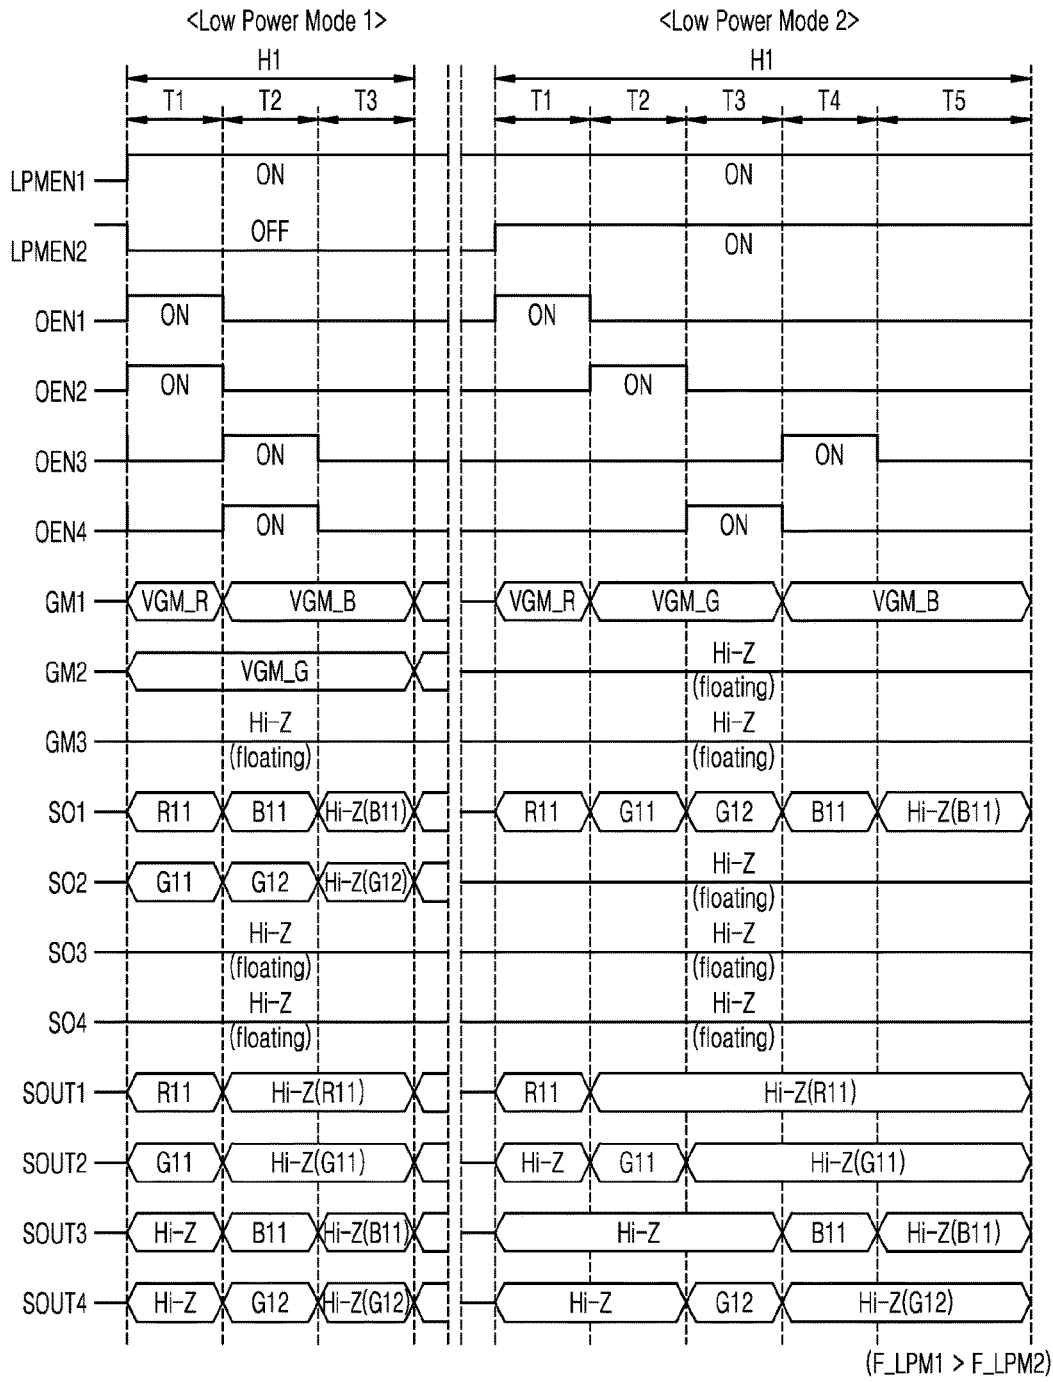 <Low Power Mode 1> <Low Power Mode 2>
H1 H1
T1 T2 T3 T1 T2 T3 T4 T5
LPMEN1 ON ON
LPMEN2 OFF ON
OEN1 ON ON
OEN2 ON ON
OEN3 ON ON
OEN4 ON ON
GM1 VGM_R VGM_B VGM_R VGM_G VGM_B
GM2 VGM_G Hi-Z
(floating)
GM3 Hi-Z Hi-Z
(floating) (floating)
SO1 R11 B11 Hi-Z(B11) R11 G11 G12 B11 Hi-Z(B11)
SO2 G11 G12 Hi-Z(G12) Hi-Z
(floating)
SO3 Hi-Z Hi-Z
(floating) (floating)
SO4 Hi-Z Hi-Z
(floating) (floating)
SOUT1 R11 Hi-Z(R11) R11 Hi-Z(R11)
SOUT2 G11 Hi-Z(G11) Hi-Z G11 Hi-Z(G11)
SOUT3 Hi-Z B11 Hi-Z(B11) Hi-Z B11 Hi-Z(B11)
SOUT4 Hi-Z G12 Hi-Z(G12) Hi-Z G12 Hi-Z(G12)
(F_LPM1 > F_LPM2)